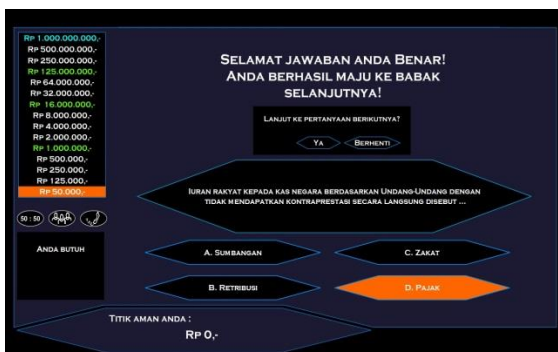 Rp 1.000.000.000,-
Rp 500.000.000,-
Rp 250.000.000,-
Rp 125.000.000,-
Rp 64.000.000,-
Rp 32.000.000,-
Rp 16.000.000,-
Rp 8.000.000,-
Rp 4.000.000,-
Rp 2.000.000,-
Rp 1.000.000,-
Rp 500.000,-
Rp 250.000,-
Rp 125.000,-
Rp 50.000,-
50 : 50
Anda butuh
Selamat jawaban anda Benar!
Anda berhasil maju ke babak
selanjutnya!
Lanjut ke pertanyaan berikutnya?
Ya
Berhenti
Iuran rakyat kepada kas negara berdasarkan Undang-Undang dengan
tidak mendapatkan kontraprestasi secara langsung disebut ...
A. Sumbangan
C. Zakat
B. Retribusi
D. Pajak
Titik aman anda :
Rp 0,-